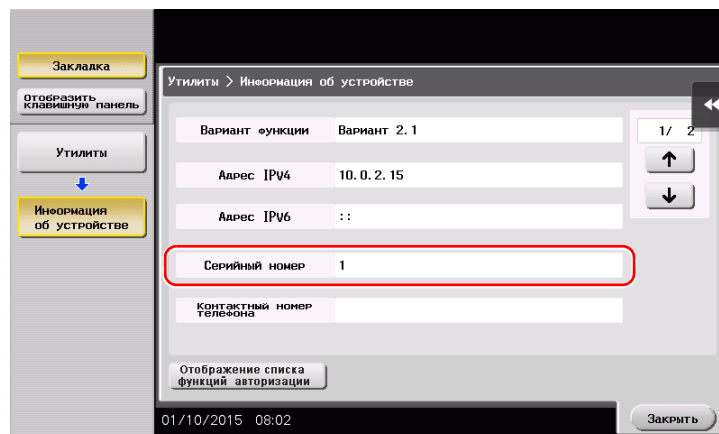 Закладка
Отобразить
клавишную панель
Утилиты
Информация
об устройстве
Утилиты > Информация об устройстве
Вариант функции Вариант 2.1
Адрес IPv4 10.0.2.15
Адрес IPv6 ::
Серийный номер 1
Контактный номер
телефона
1/ 2
Отображение списка
функций авторизации
01/10/2015 08:02
Закрыть